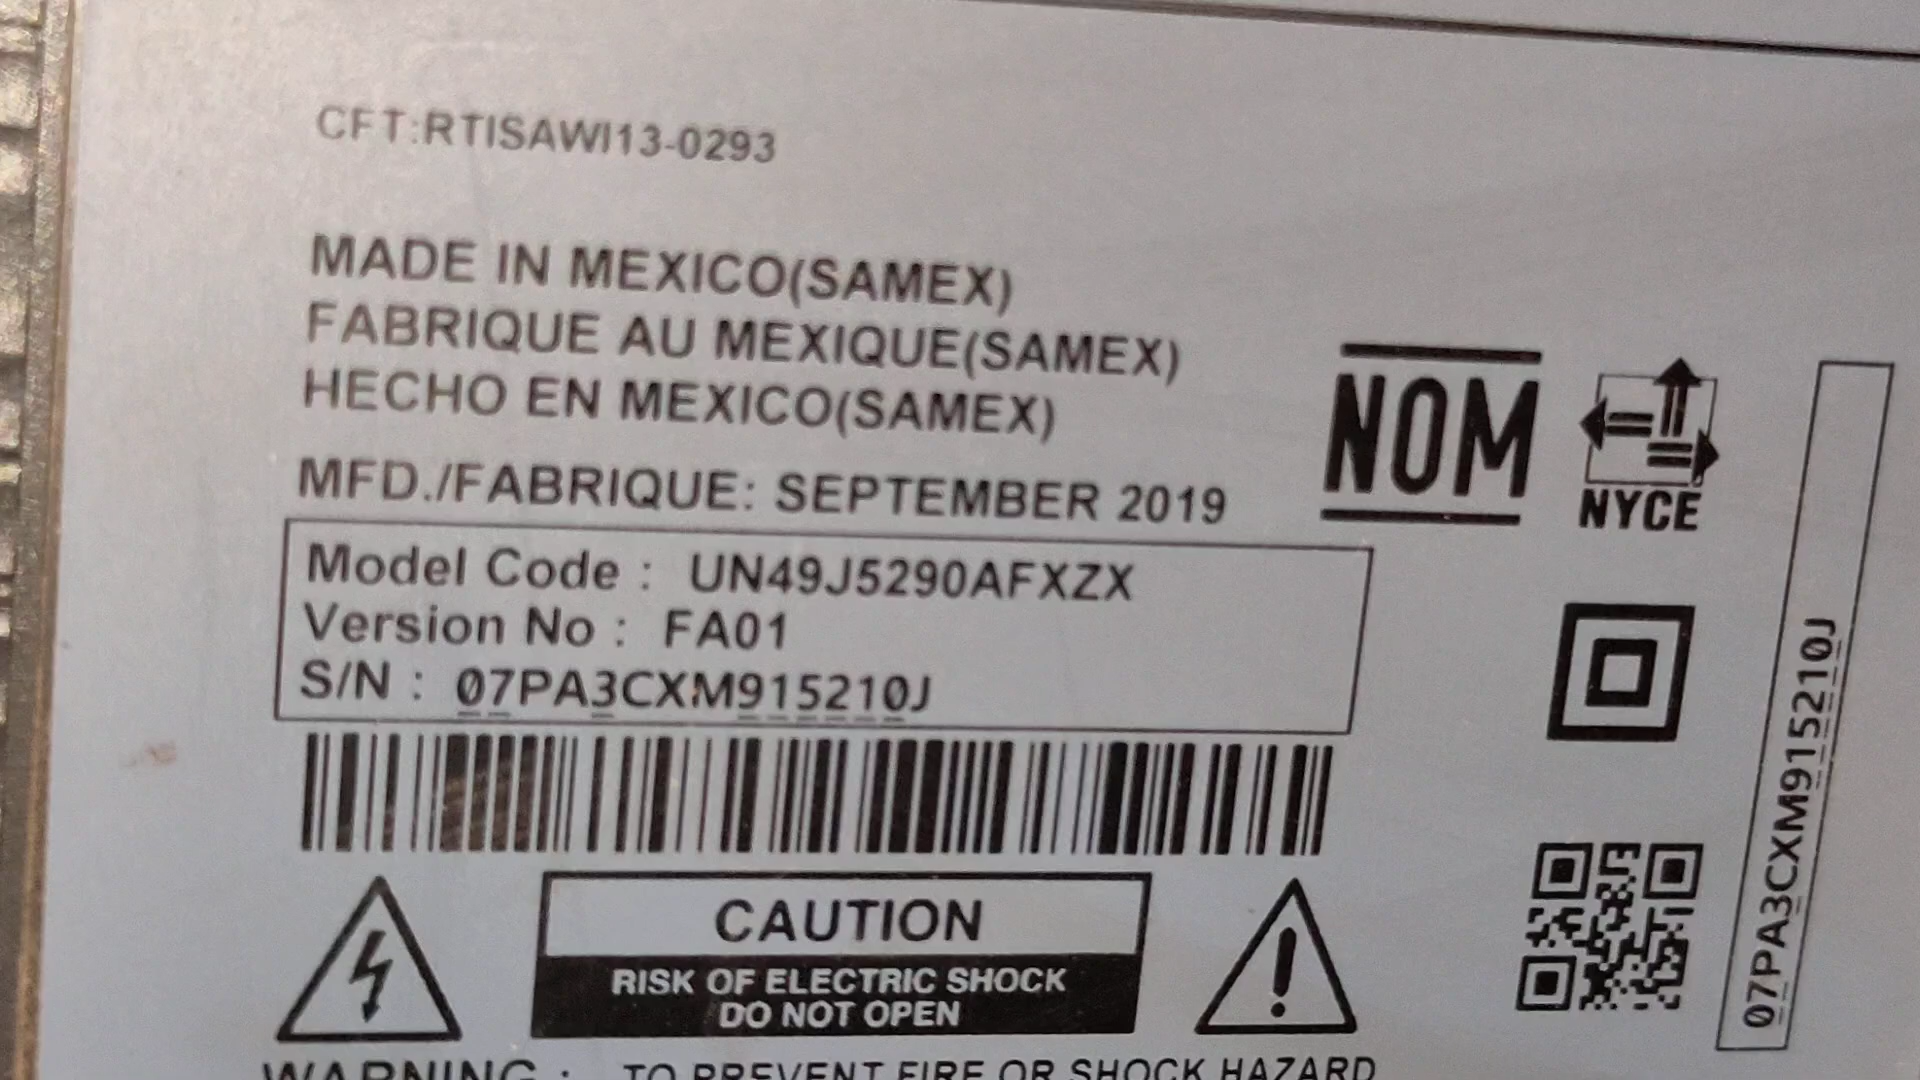 CFT:RTISAWI13-0293
MADE IN MEXICO(SAMEX)
FABRIQUE AU MEXIQUE(SAMEX)
HECHO EN MEXICO(SAMEX)
MFD./FABRIQUE: SEPTEMBER 2019
NOM
NYCE
Model Code : UN49J5290AFXZX
Version No : FA01
S/N : 07PA3CXM915210J
07PA3CXM915210J
CAUTION
RISK OF ELECTRIC SHOCK
DO NOT OPEN
WARNING : TO PREVENT FIRE OR SHOCK HAZARD